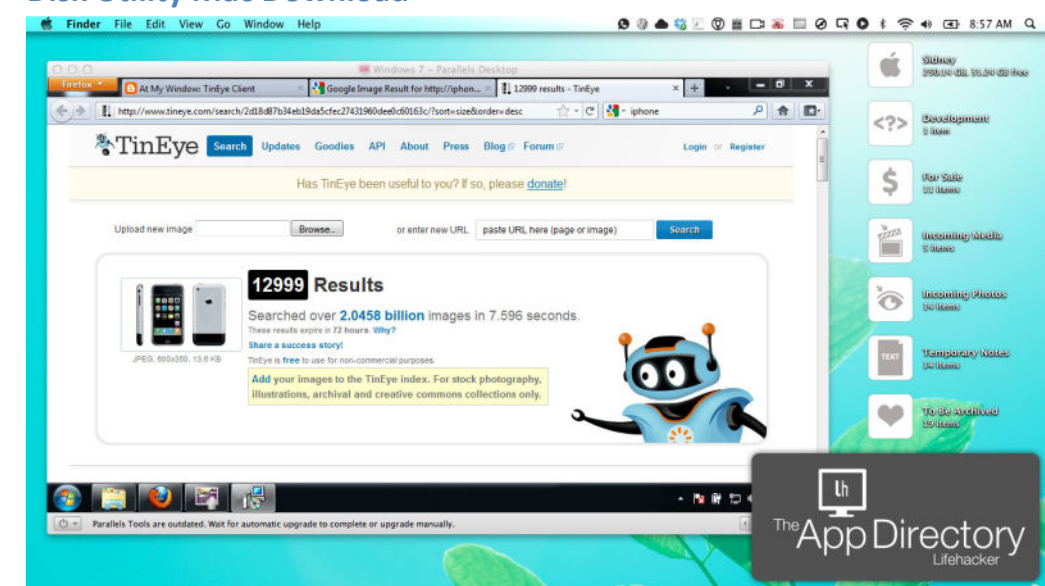 Disk Utility Mac Download
Finder File Edit View Go Window Help 8:57 AM
Windows 7 - Parallels Desktop
Firefox
At My Window: TinEye Client
Google Image Result for http://iphon...
12999 results - TinEye
http://www.tineye.com/search/2d18d87b34eb19da5cfec27431960dee0c60163c/?sort=size&order=desc
iphone
TinEye Search Updates Goodies API About Press Blog Forum Login or Register
Has TinEye been useful to you? If so, please donate!
Upload new image Browse... or enter new URL paste URL here (page or image) Search
12999 Results
Searched over 2.0458 billion images in 7.596 seconds.
These results expire in 72 hours. Why?
Share a success story!
JPEG, 600x360, 13.6 KB
TinEye is free to use for non-commercial purposes.
Add your images to the TinEye index. For stock photography,
illustrations, archival and creative commons collections only.
Development
For Sale
Incoming Media
5 items
Incoming Photos
TEXT
Temporary Notes
To Be Archived
Parallels Tools are outdated. Wait for automatic upgrade to complete or upgrade manually.
lh
The App Directory
Lifehacker